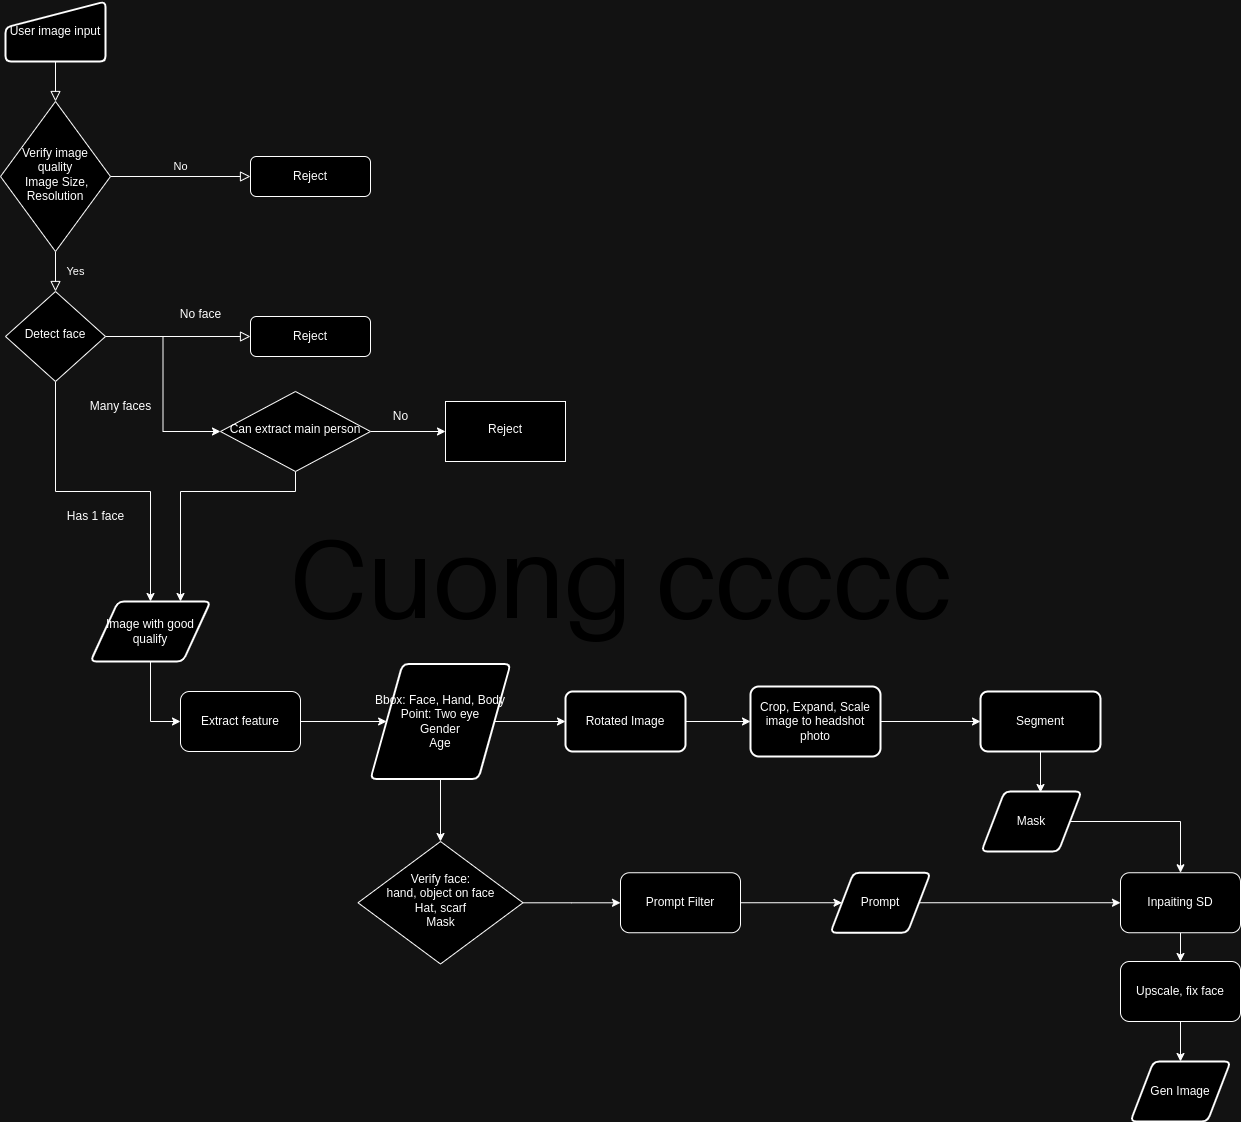 User image input
Verify image
quality
Image Size,
Resolution
No
Reject
Yes
Detect face
No face
Reject
Many faces
Can extract main person
No
Reject
Has 1 face
Cuong ccccc
Image with good
qualify
Extract feature
Bbox: Face, Hand, Body
Point: Two eye
Gender
Age
Rotated Image
Crop, Expand, Scale
image to headshot
photo
Segment
Mask
Verify face:
hand, object on face
Hat, scarf
Mask
Prompt Filter
Prompt
Inpaiting SD
Upscale, fix face
Gen Image